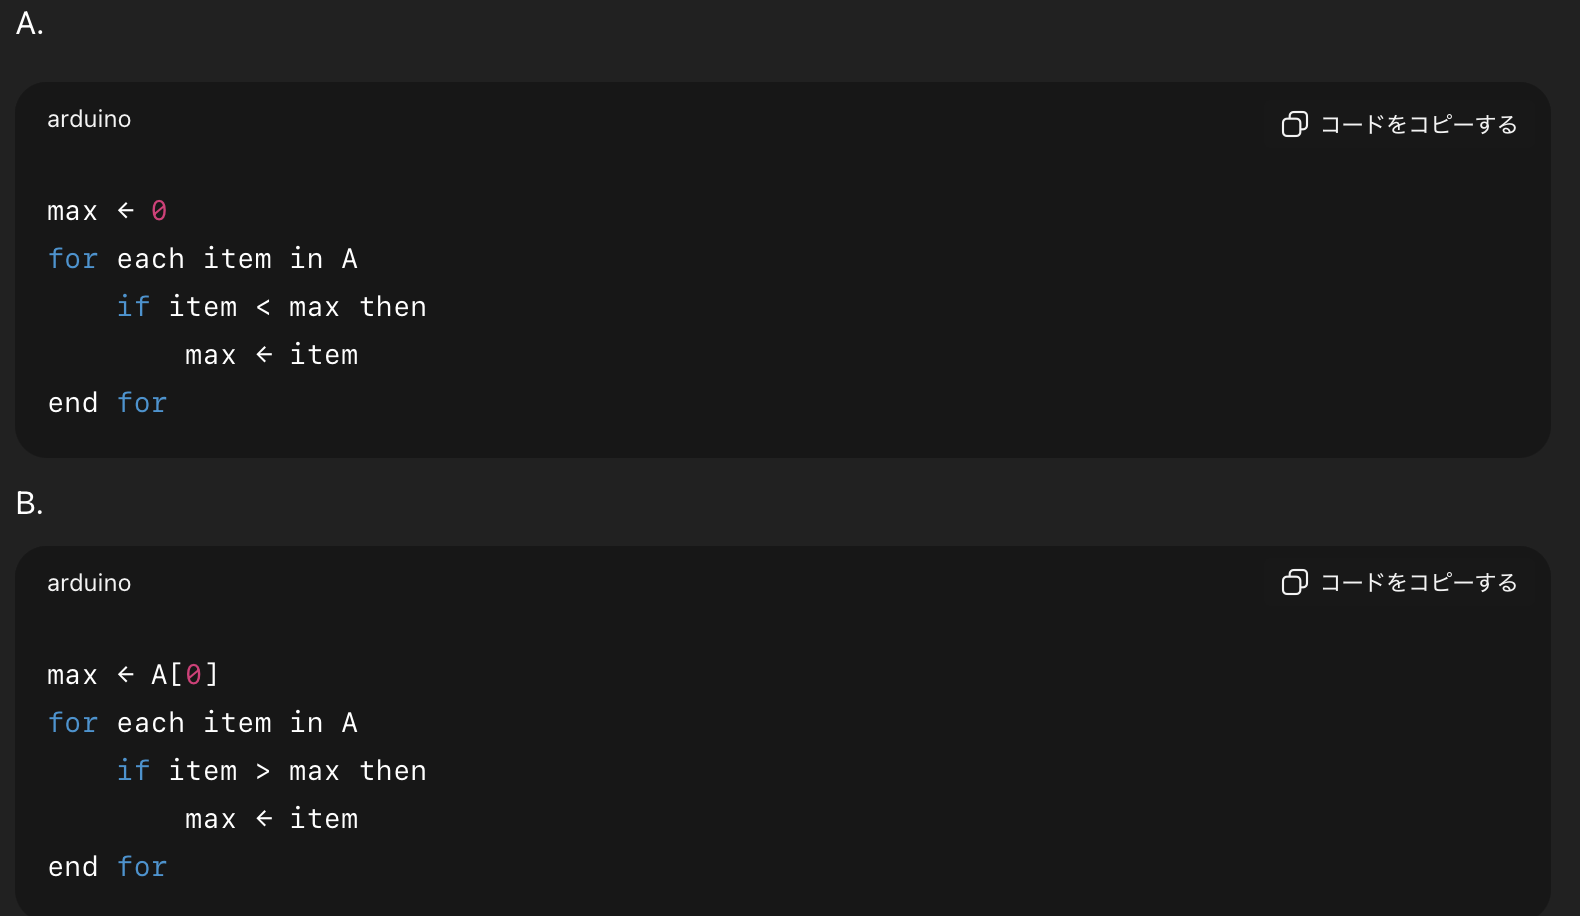 A.
arduino
コードをコピーする
max ← 0
for each item in A
    if item < max then
        max ← item
end for
B.
arduino
コードをコピーする
max ← A[0]
for each item in A
    if item > max then
        max ← item
end for